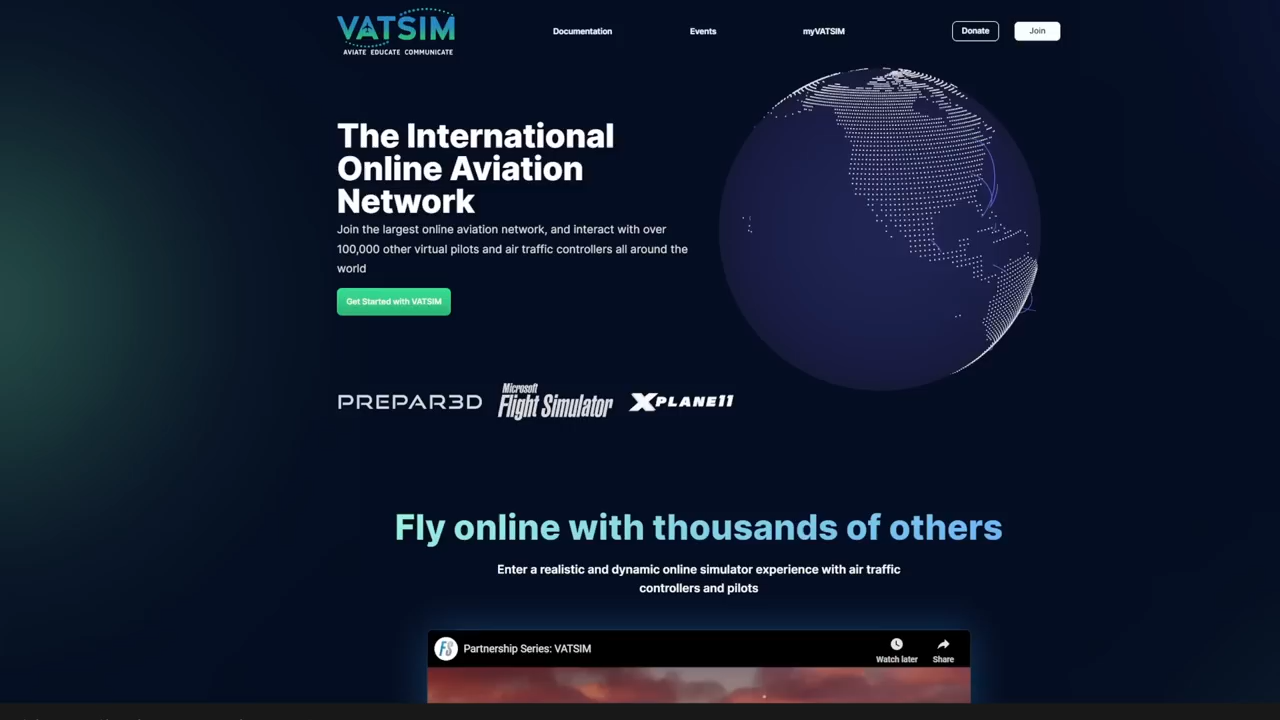 VATSIM
AVIATE EDUCATE COMMUNICATE
Documentation
Events
myVATSIM
Donate
Join
The International
Online Aviation
Network
Join the largest online aviation network, and interact with over
100,000 other virtual pilots and air traffic controllers all around the
world
Get Started with VATSIM
PREPAR3D
Microsoft
Flight Simulator
XPLANE11
Fly online with thousands of others
Enter a realistic and dynamic online simulator experience with air traffic
controllers and pilots
FS
Partnership Series: VATSIM
Watch later
Share